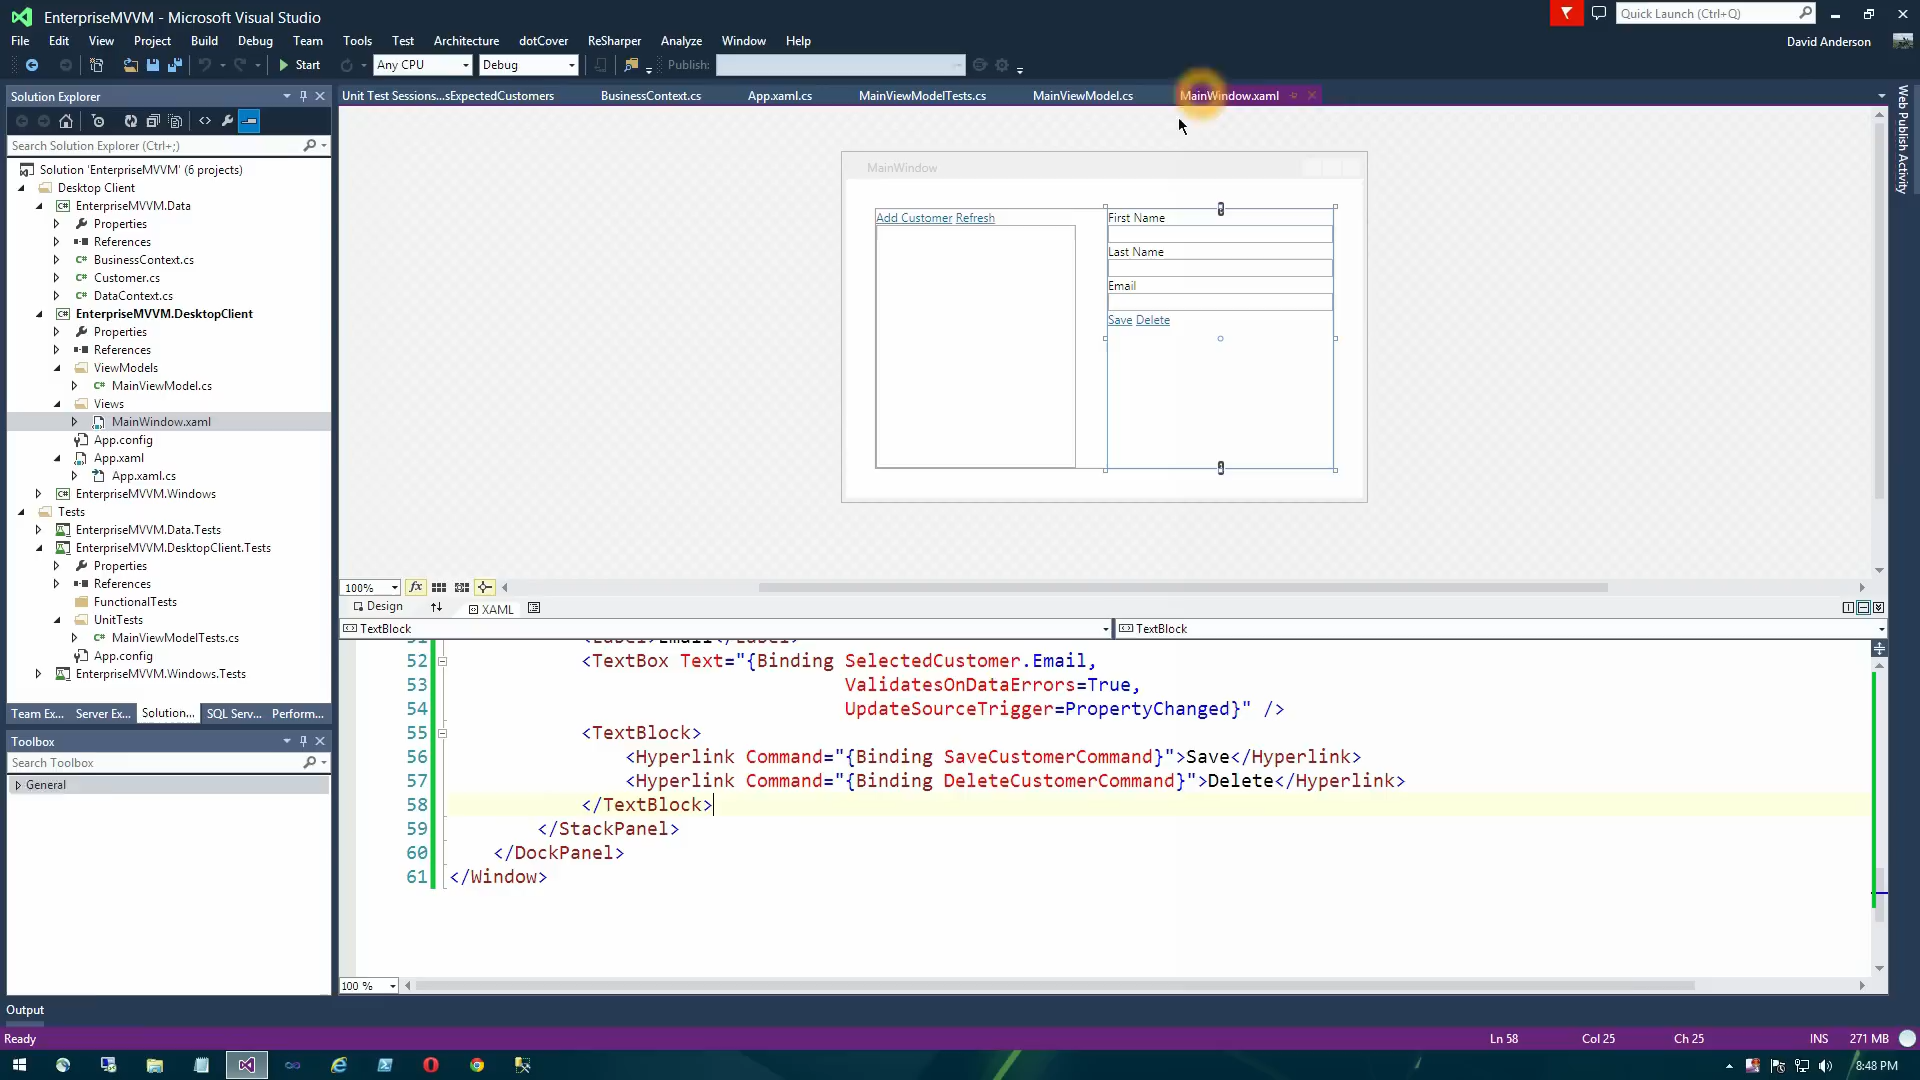 EnterpriseMVVM - Microsoft Visual Studio
Quick Launch (Ctrl+Q)
File Edit View Project Build Debug Team Tools Test Architecture dotCover ReSharper Analyze Window Help
David Anderson
Start Any CPU Debug Publish:
Solution Explorer
Unit Test Sessions...sExpectedCustomers BusinessContext.cs App.xaml.cs MainViewModelTests.cs MainViewModel.cs MainWindow.xaml
Web Publish Activity
Search Solution Explorer (Ctrl+;)
Solution 'EnterpriseMVVM' (6 projects)
Desktop Client
EnterpriseMVVM.Data
Properties
References
BusinessContext.cs
Customer.cs
DataContext.cs
EnterpriseMVVM.DesktopClient
Properties
References
ViewModels
MainViewModel.cs
Views
MainWindow.xaml
App.config
App.xaml
App.xaml.cs
EnterpriseMVVM.Windows
Tests
EnterpriseMVVM.Data.Tests
EnterpriseMVVM.DesktopClient.Tests
Properties
References
FunctionalTests
UnitTests
MainViewModelTests.cs
App.config
EnterpriseMVVM.Windows.Tests
Team Ex... Server Ex... Solution... SQL Serv... Perform...
Toolbox
Search Toolbox
General
MainWindow
Add Customer Refresh
First Name
Last Name
Email
Save Delete
100% fx
Design XAML
TextBlock TextBlock
51 <Label>Email</Label>
52 <TextBox Text="{Binding SelectedCustomer.Email,
53 ValidatesOnDataErrors=True,
54 UpdateSourceTrigger=PropertyChanged}" />
55 <TextBlock>
56 <Hyperlink Command="{Binding SaveCustomerCommand}">Save</Hyperlink>
57 <Hyperlink Command="{Binding DeleteCustomerCommand}">Delete</Hyperlink>
58 </TextBlock>
59 </StackPanel>
60 </DockPanel>
61 </Window>
100 %
Output
Ready Ln 58 Col 25 Ch 25 INS 271 MB
8:48 PM